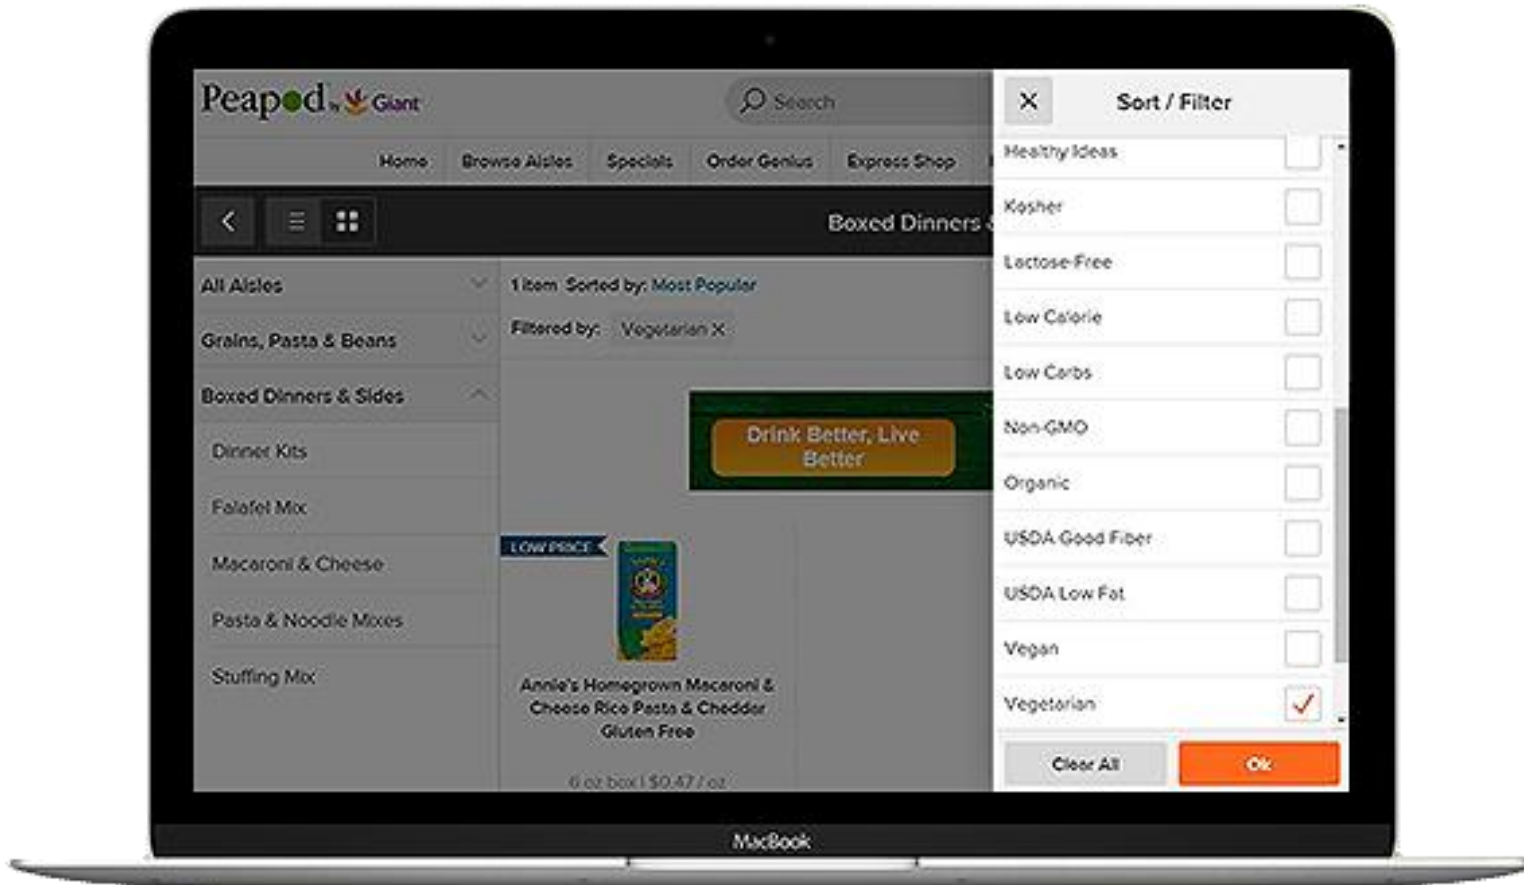 Peapod by Giant
Search
Home Browse Aisles Specials Order Genius Express Shop
Boxed Dinners &
All Aisles
Grains, Pasta & Beans
Boxed Dinners & Sides
Dinner Kits
Falafel Mix
Macaroni & Cheese
Pasta & Noodle Mixes
Stuffing Mix
1 item Sorted by: Most Popular
Filtered by: Vegetarian X
Drink Better, Live
Better
LOW PRICE
Annie's Homegrown Macaroni &
Cheese Rice Pasta & Cheddar
Gluten Free
6 oz box | $0.47 / oz
Sort / Filter
Healthy Ideas
Kosher
Lactose-Free
Low Calorie
Low Carbs
Non-GMO
Organic
USDA Good Fiber
USDA Low Fat
Vegan
Vegetarian
Clear All
Ok
MacBook